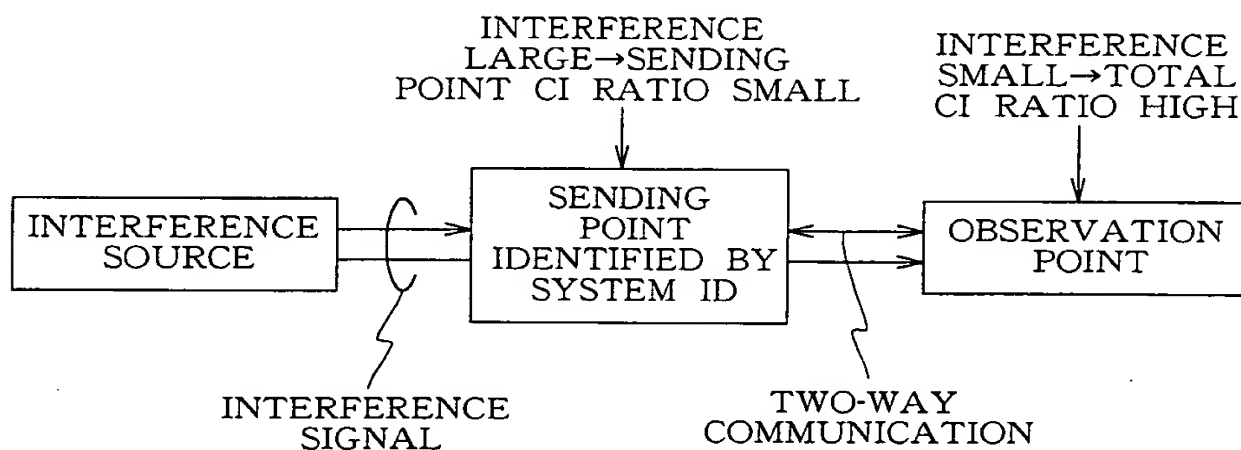 INTERFERENCE
LARGE→SENDING
POINT CI RATIO SMALL
INTERFERENCE
SMALL→TOTAL
CI RATIO HIGH
INTERFERENCE
SOURCE
SENDING
POINT
IDENTIFIED BY
SYSTEM ID
OBSERVATION
POINT
INTERFERENCE
SIGNAL
TWO-WAY
COMMUNICATION